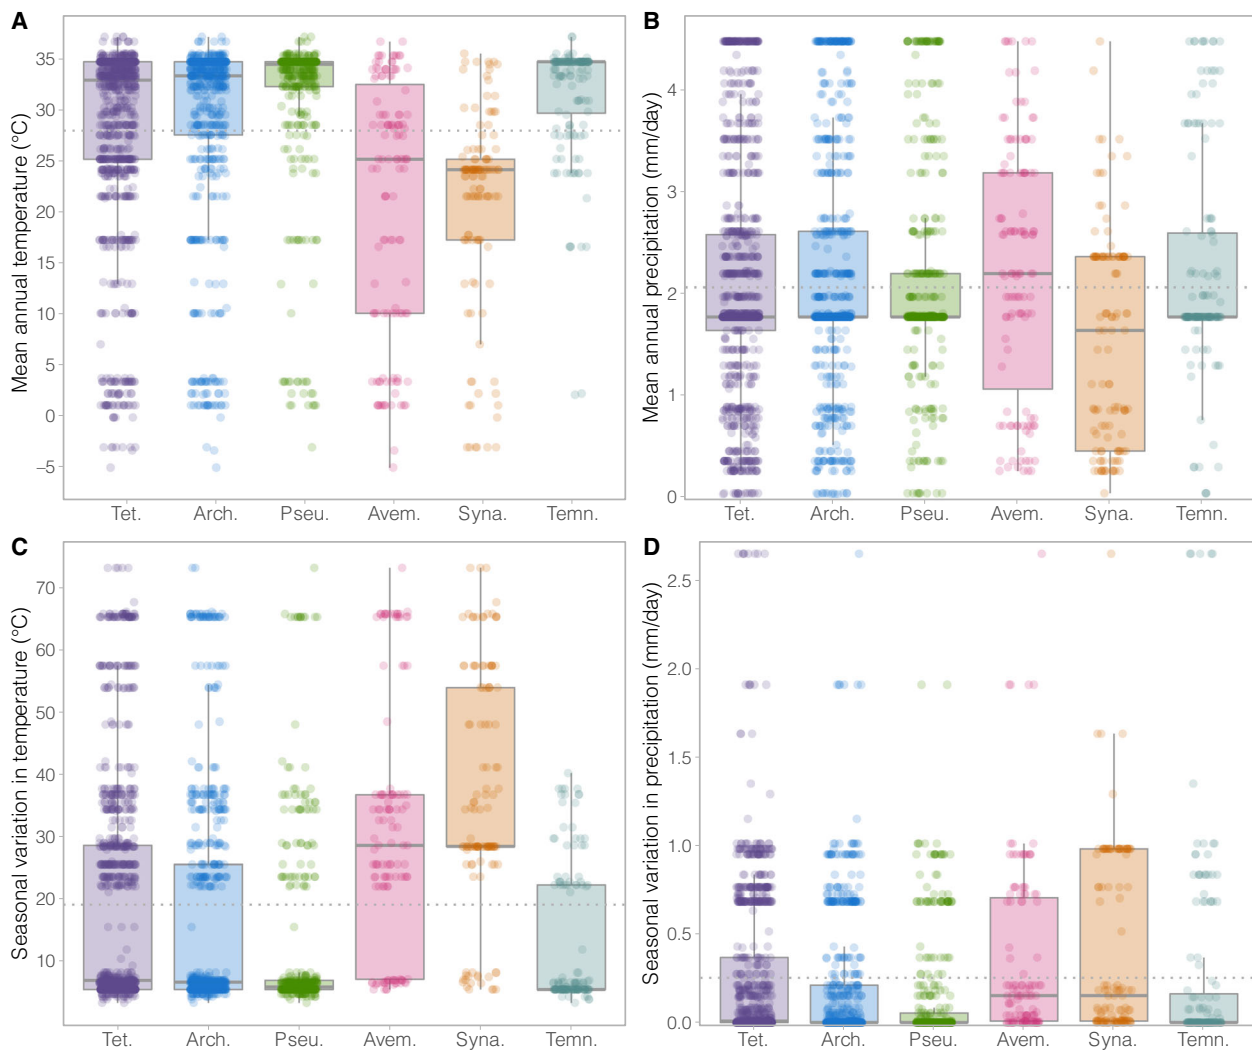 A
Mean annual temperature (°C)
35
30
25
20
15
10
5
0
−5
Tet. Arch. Pseu. Avem. Syna. Temn.
B
Mean annual precipitation (mm/day)
4
3
2
1
0
Tet. Arch. Pseu. Avem. Syna. Temn.
C
Seasonal variation in temperature (°C)
70
60
50
40
30
20
10
Tet. Arch. Pseu. Avem. Syna. Temn.
D
Seasonal variation in precipitation (mm/day)
2.5
2.0
1.5
1.0
0.5
0.0
Tet. Arch. Pseu. Avem. Syna. Temn.